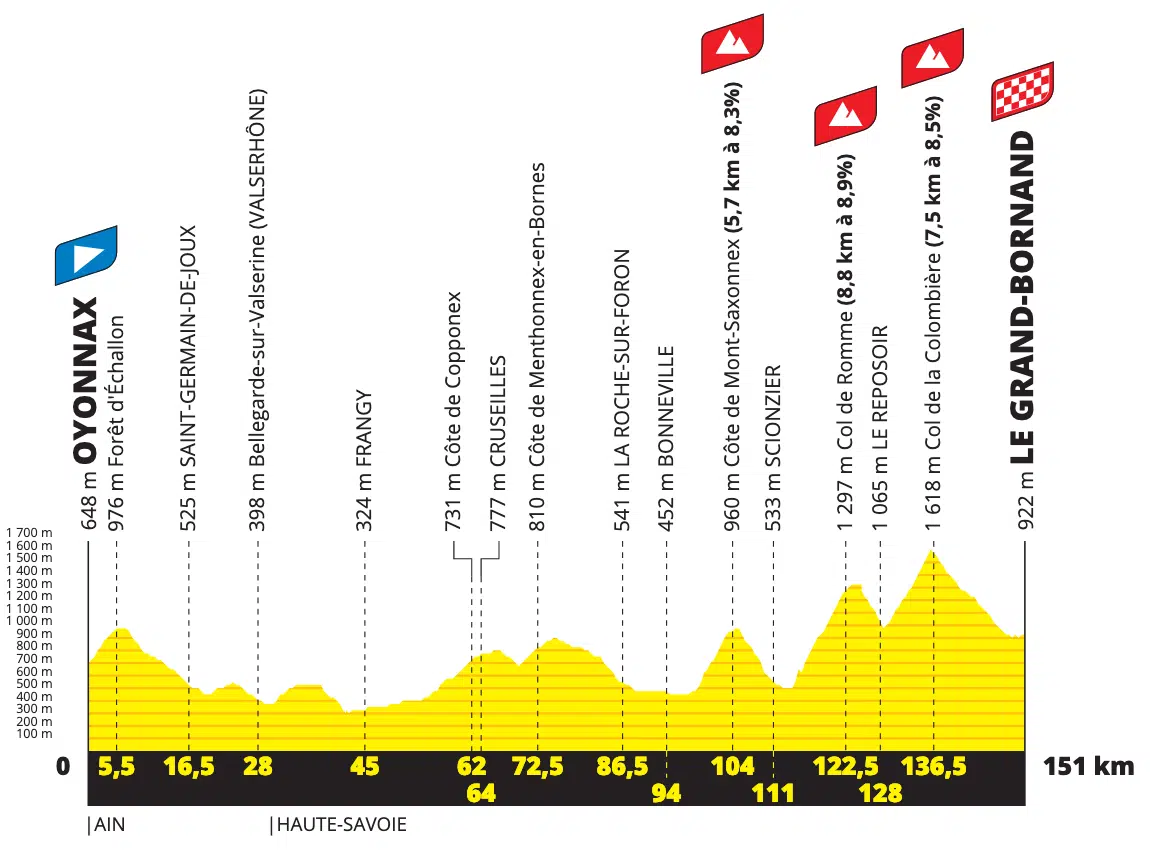 648 m OYONNAX
976 m Forêt d'Échallon
525 m SAINT-GERMAIN-DE-JOUX
398 m Bellegarde-sur-Valserine (VALSERHÔNE)
324 m FRANGY
731 m Côte de Copponex
777 m CRUSEILLES
810 m Côte de Menthonnex-en-Bornes
541 m LA ROCHE-SUR-FORON
452 m BONNEVILLE
960 m Côte de Mont-Saxonnex (5,7 km à 8,3%)
533 m SCIONZIER
1 297 m Col de Romme (8,8 km à 8,9%)
1 065 m LE REPOSOIR
1 618 m Col de la Colombière (7,5 km à 8,5%)
922 m LE GRAND-BORNAND
1 700 m
1 600 m
1 500 m
1 400 m
1 300 m
1 200 m
1 100 m
1 000 m
900 m
800 m
700 m
600 m
500 m
400 m
300 m
200 m
100 m
0 5,5 16,5 28 45 62 72,5 86,5 104 122,5 136,5 151 km
64 94 111 128
|AIN |HAUTE-SAVOIE